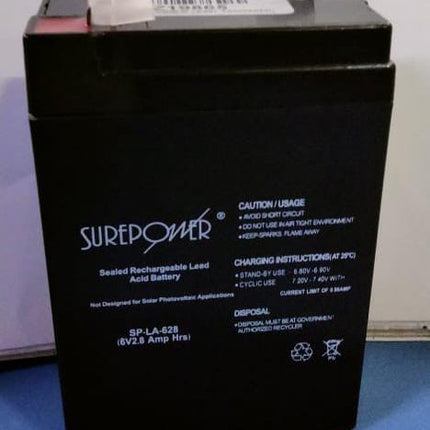 SUREPOWER ®
Sealed Rechargeable Lead
Acid Battery
Not Designed for Solar Photovoltaic Applications
SP-LA-628
(6V2.8 Amp Hrs)
CAUTION / USAGE
• AVOID SHORT CIRCUIT
• DO NOT USE IN AIR TIGHT ENVIRONMENT
• KEEP-SPARKS, FLAME AWAY
CHARGING INSTRUCTIONS(AT 25°C)
• STAND-BY USE - 6.80V -6.90V
• CYCLIC USE 7.20V - 7.40V WITH
CURRENT LIMIT OF
DISPOSAL
• DISPOSAL MUST BE AT GOVERNMENT
AUTHORIZED RECYCLER